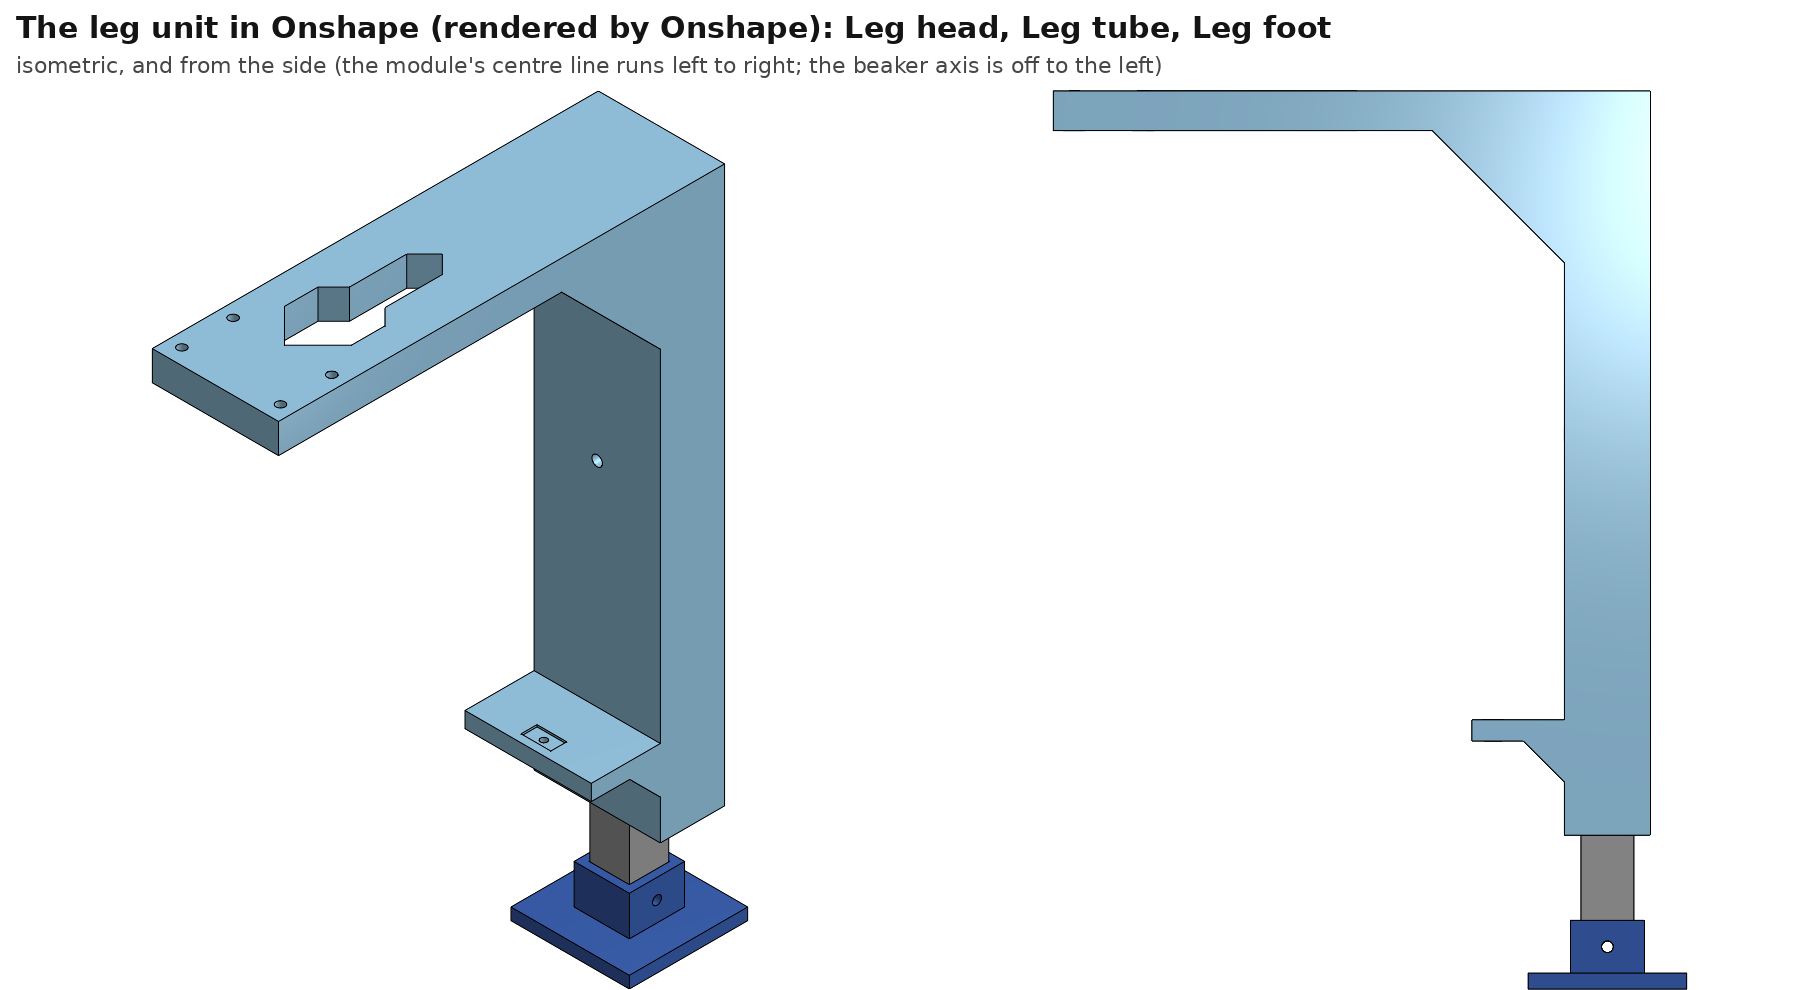 The leg unit in Onshape (rendered by Onshape): Leg head, Leg tube, Leg foot
isometric, and from the side (the module's centre line runs left to right; the beaker axis is off to the left)